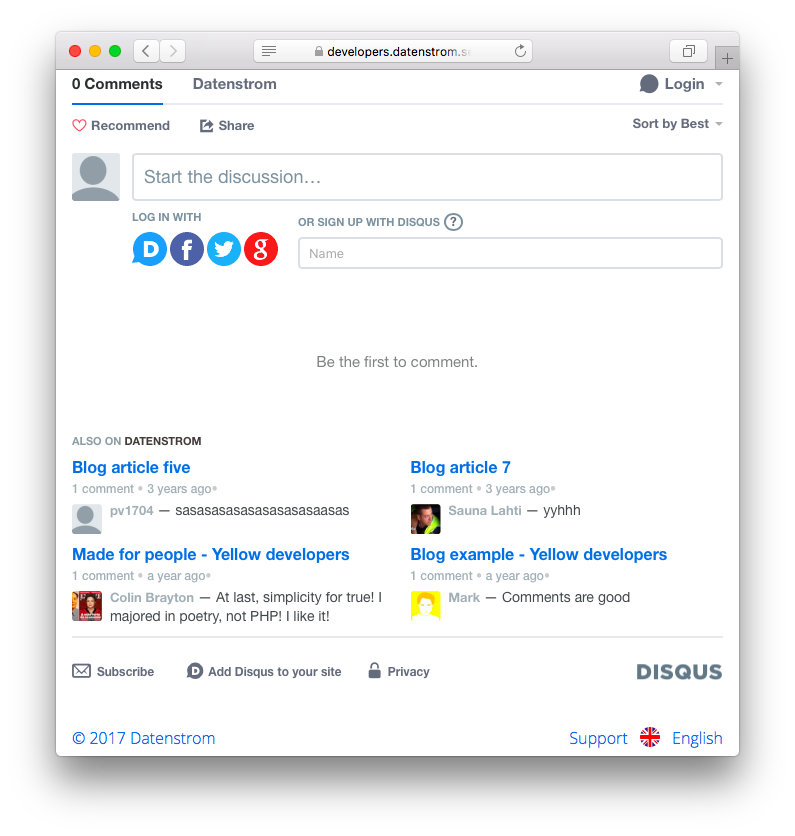 developers.datenstrom.se
0 Comments Datenstrom Login
Recommend Share Sort by Best
Start the discussion…
LOG IN WITH
OR SIGN UP WITH DISQUS ?
D f g
Name
Be the first to comment.
ALSO ON DATENSTROM
Blog article five
1 comment • 3 years ago•
pv1704 — sasasasasasasasasasaasas
Blog article 7
1 comment • 3 years ago•
Sauna Lahti — yyhhh
Made for people - Yellow developers
1 comment • a year ago•
Colin Brayton — At last, simplicity for true! I
majored in poetry, not PHP! I like it!
Blog example - Yellow developers
1 comment • a year ago•
Mark — Comments are good
Subscribe D Add Disqus to your site Privacy DISQUS
© 2017 Datenstrom Support English